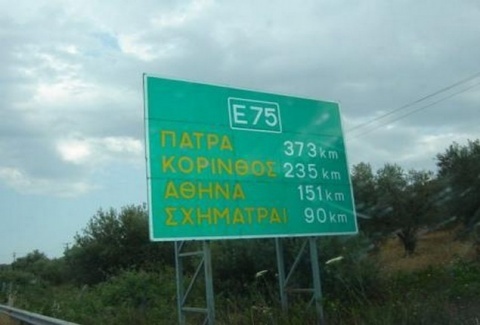 E75
ΠΑΤΡΑ 373 km
ΚΟΡΙΝΘΟΣ 235 km
ΑΘΗΝΑ 151 km
ΣΧΗΜΑΤΡΑΙ 90 km